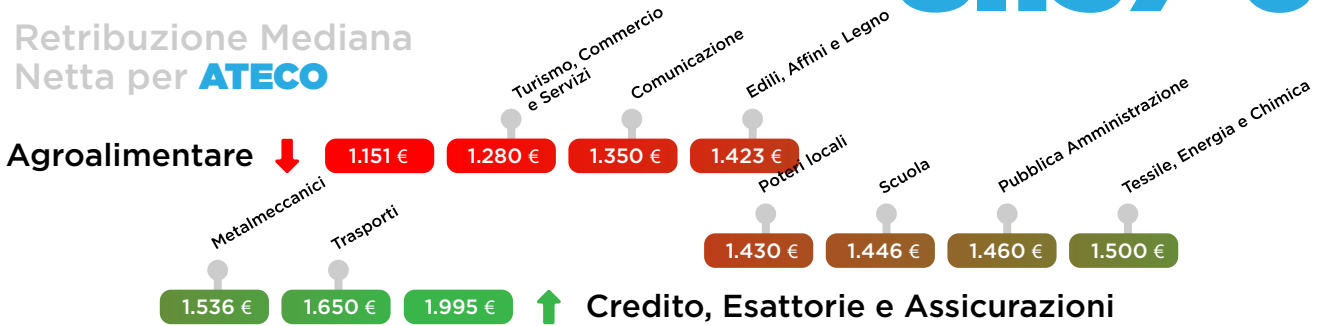 Retribuzione Mediana
Netta per ATECO
Turismo, Commercio
e Servizi
Comunicazione
Edili, Affini e Legno
Agroalimentare
1.151 €
1.280 €
1.350 €
1.423 €
Poteri locali
Scuola
Pubblica Amministrazione
Tessile, Energia e Chimica
1.430 €
1.446 €
1.460 €
1.500 €
Metalmeccanici
Trasporti
1.536 €
1.650 €
1.995 €
Credito, Esattorie e Assicurazioni